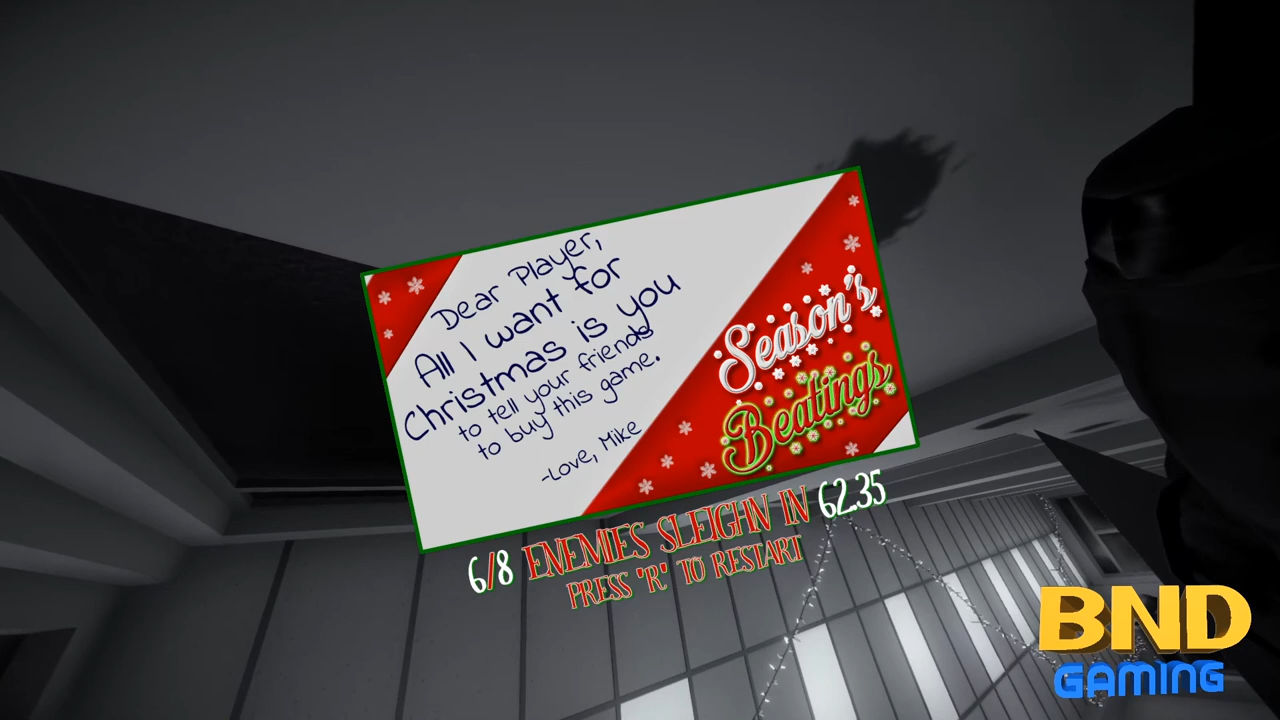 Dear Player,
All I want for
Christmas is you
to tell your friends
to buy this game.
-Love, Mike
Season's
Beatings
6/8 ENEMIES SLEIGHN IN 62.35
PRESS "R" TO RESTART
BND
GAMING